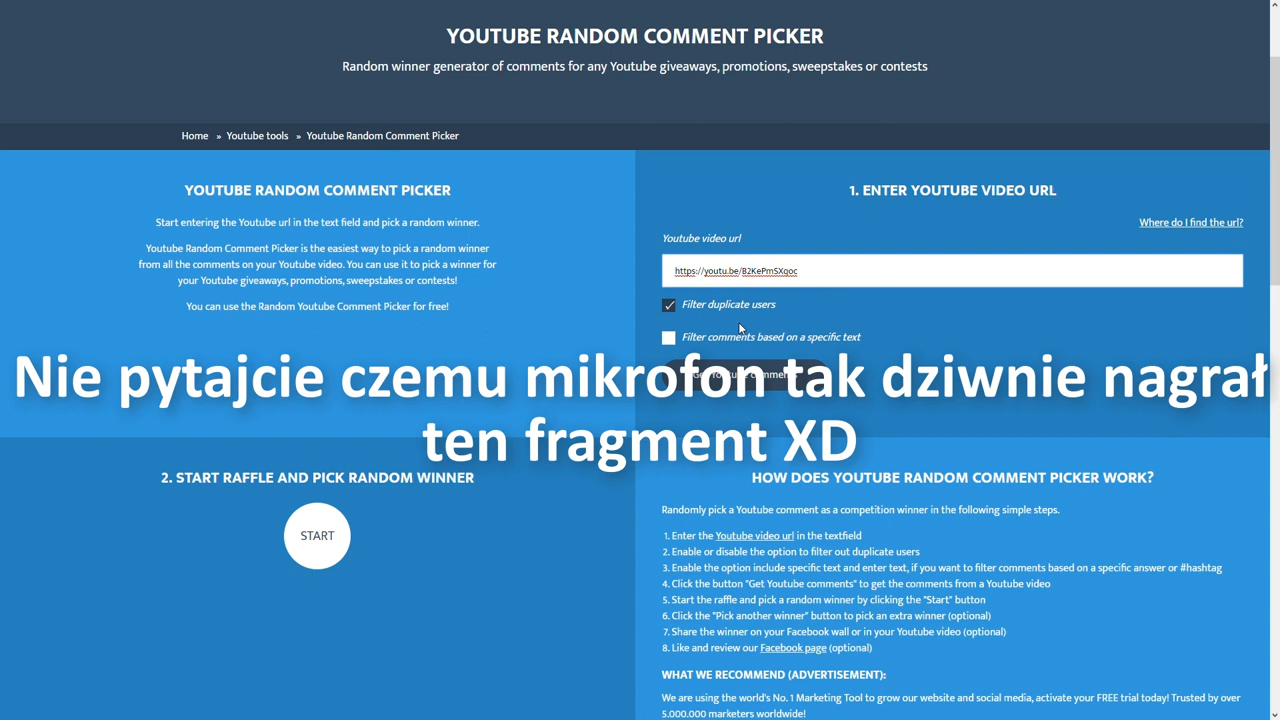 YOUTUBE RANDOM COMMENT PICKER
Random winner generator of comments for any Youtube giveaways, promotions, sweepstakes or contests
Home » Youtube tools » Youtube Random Comment Picker
YOUTUBE RANDOM COMMENT PICKER
Start entering the Youtube url in the text field and pick a random winner.
Youtube Random Comment Picker is the easiest way to pick a random winner
from all the comments on your Youtube video. You can use it to pick a winner for
your Youtube giveaways, promotions, sweepstakes or contests!
You can use the Random Youtube Comment Picker for free!
1. ENTER YOUTUBE VIDEO URL
Where do I find the url?
Youtube video url
https://youtu.be/B2KePmSXqoc
Filter duplicate users
Filter comments based on a specific text
Nie pytajcie czemu mikrofon tak dziwnie nagrał
ten fragment XD
2. START RAFFLE AND PICK RANDOM WINNER
START
HOW DOES YOUTUBE RANDOM COMMENT PICKER WORK?
Randomly pick a Youtube comment as a competition winner in the following simple steps.
1. Enter the Youtube video url in the textfield
2. Enable or disable the option to filter out duplicate users
3. Enable the option include specific text and enter text, if you want to filter comments based on a specific answer or #hashtag
4. Click the button "Get Youtube comments" to get the comments from a Youtube video
5. Start the raffle and pick a random winner by clicking the "Start" button
6. Click the "Pick another winner" button to pick an extra winner (optional)
7. Share the winner on your Facebook wall or in your Youtube video (optional)
8. Like and review our Facebook page (optional)
WHAT WE RECOMMEND (ADVERTISEMENT):
We are using the world's No. 1 Marketing Tool to grow our website and social media, activate your FREE trial today! Trusted by over
5.000.000 marketers worldwide!